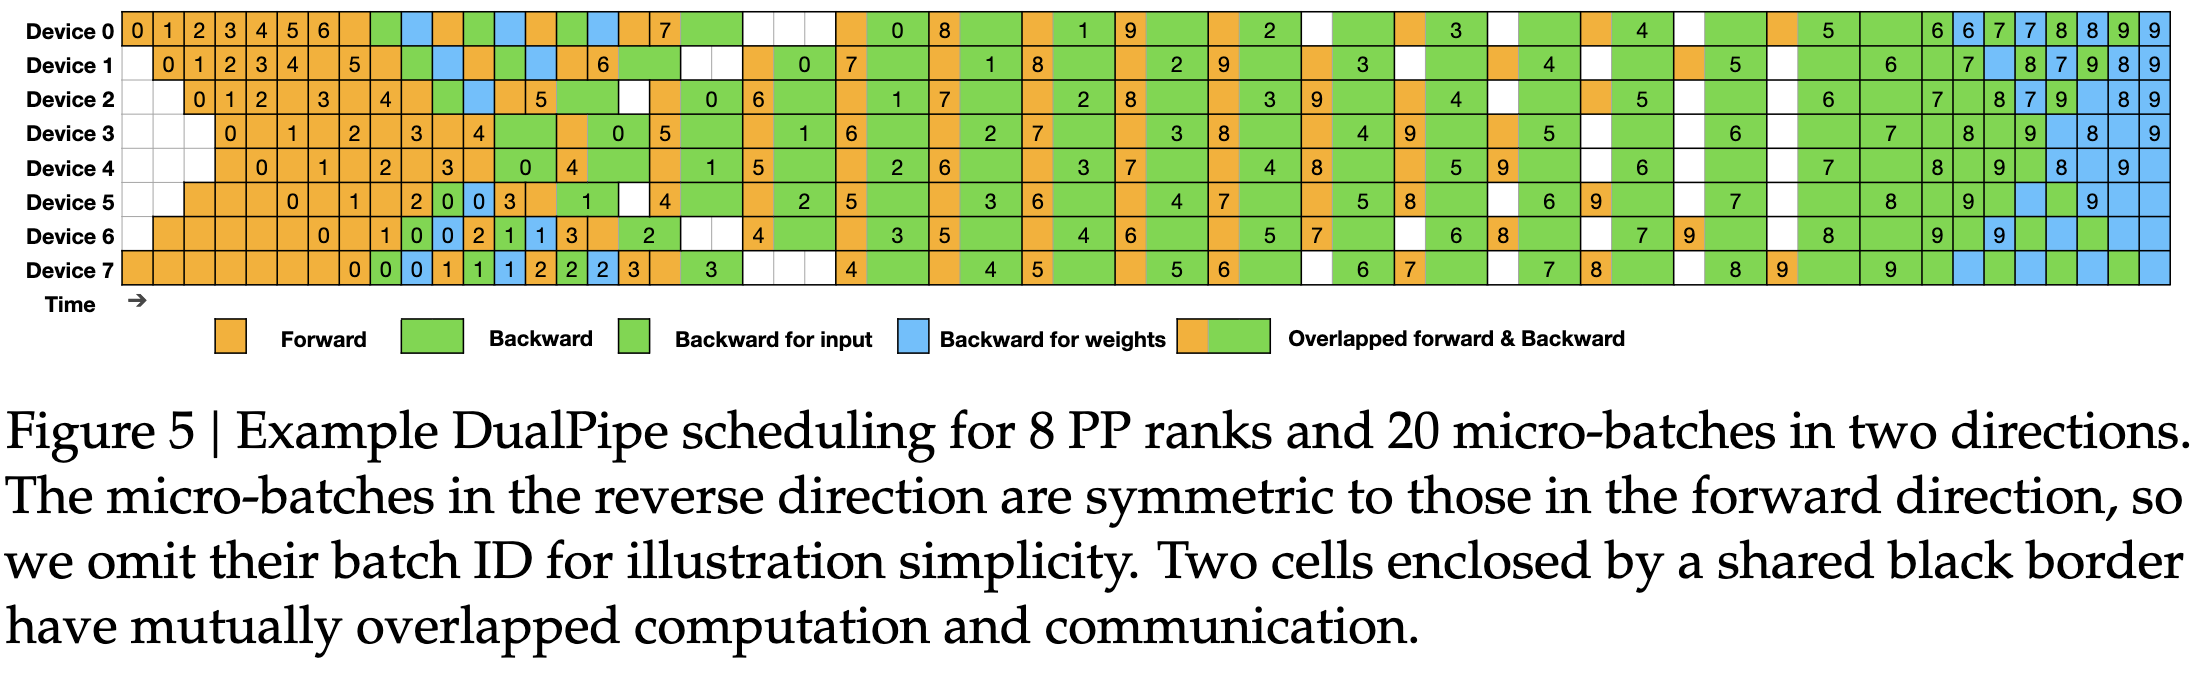 Device 0 0 1 2 3 4 5 6 7 0 8 1 9 2 3 4 5 6 6 7 7 8 8 9 9
Device 1 0 1 2 3 4 5 6 0 7 1 8 2 9 3 4 5 6 7 8 7 9 8 9
Device 2 0 1 2 3 4 5 0 6 1 7 2 8 3 9 4 5 6 7 8 7 9 8 9
Device 3 0 1 2 3 4 0 5 1 6 2 7 3 8 4 9 5 6 7 8 9 8 9
Device 4 0 1 2 3 0 4 1 5 2 6 3 7 4 8 5 9 6 7 8 9 8 9
Device 5 0 1 2 0 0 3 1 4 2 5 3 6 4 7 5 8 6 9 7 8 9 9
Device 6 0 1 0 0 2 1 1 3 2 4 3 5 4 6 5 7 6 8 7 9 8 9 9
Device 7 0 0 0 1 1 1 2 2 2 3 3 4 4 5 5 6 6 7 7 8 8 9 9
Time →
Forward Backward Backward for input Backward for weights Overlapped forward & Backward
Figure 5 | Example DualPipe scheduling for 8 PP ranks and 20 micro-batches in two directions.
The micro-batches in the reverse direction are symmetric to those in the forward direction, so
we omit their batch ID for illustration simplicity. Two cells enclosed by a shared black border
have mutually overlapped computation and communication.